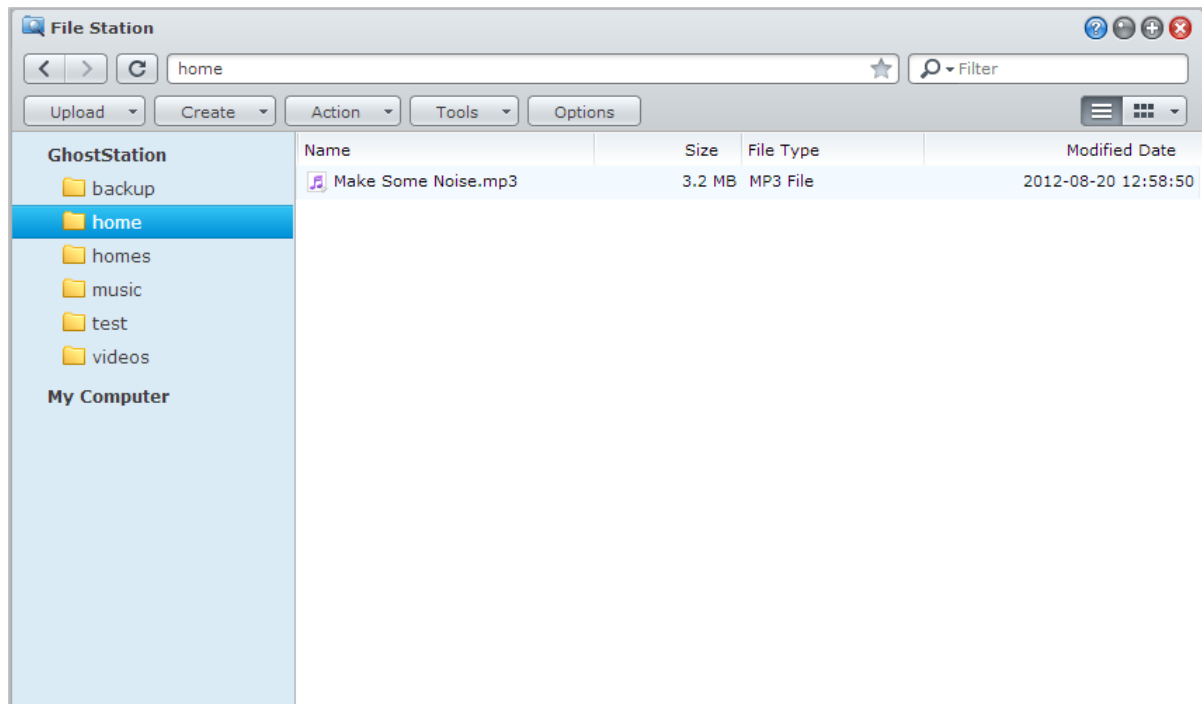 File Station
home
Filter
Upload Create Action Tools Options
GhostStation
backup
home
homes
music
test
videos
My Computer
Name Size File Type Modified Date
Make Some Noise.mp3 3.2 MB MP3 File 2012-08-20 12:58:50